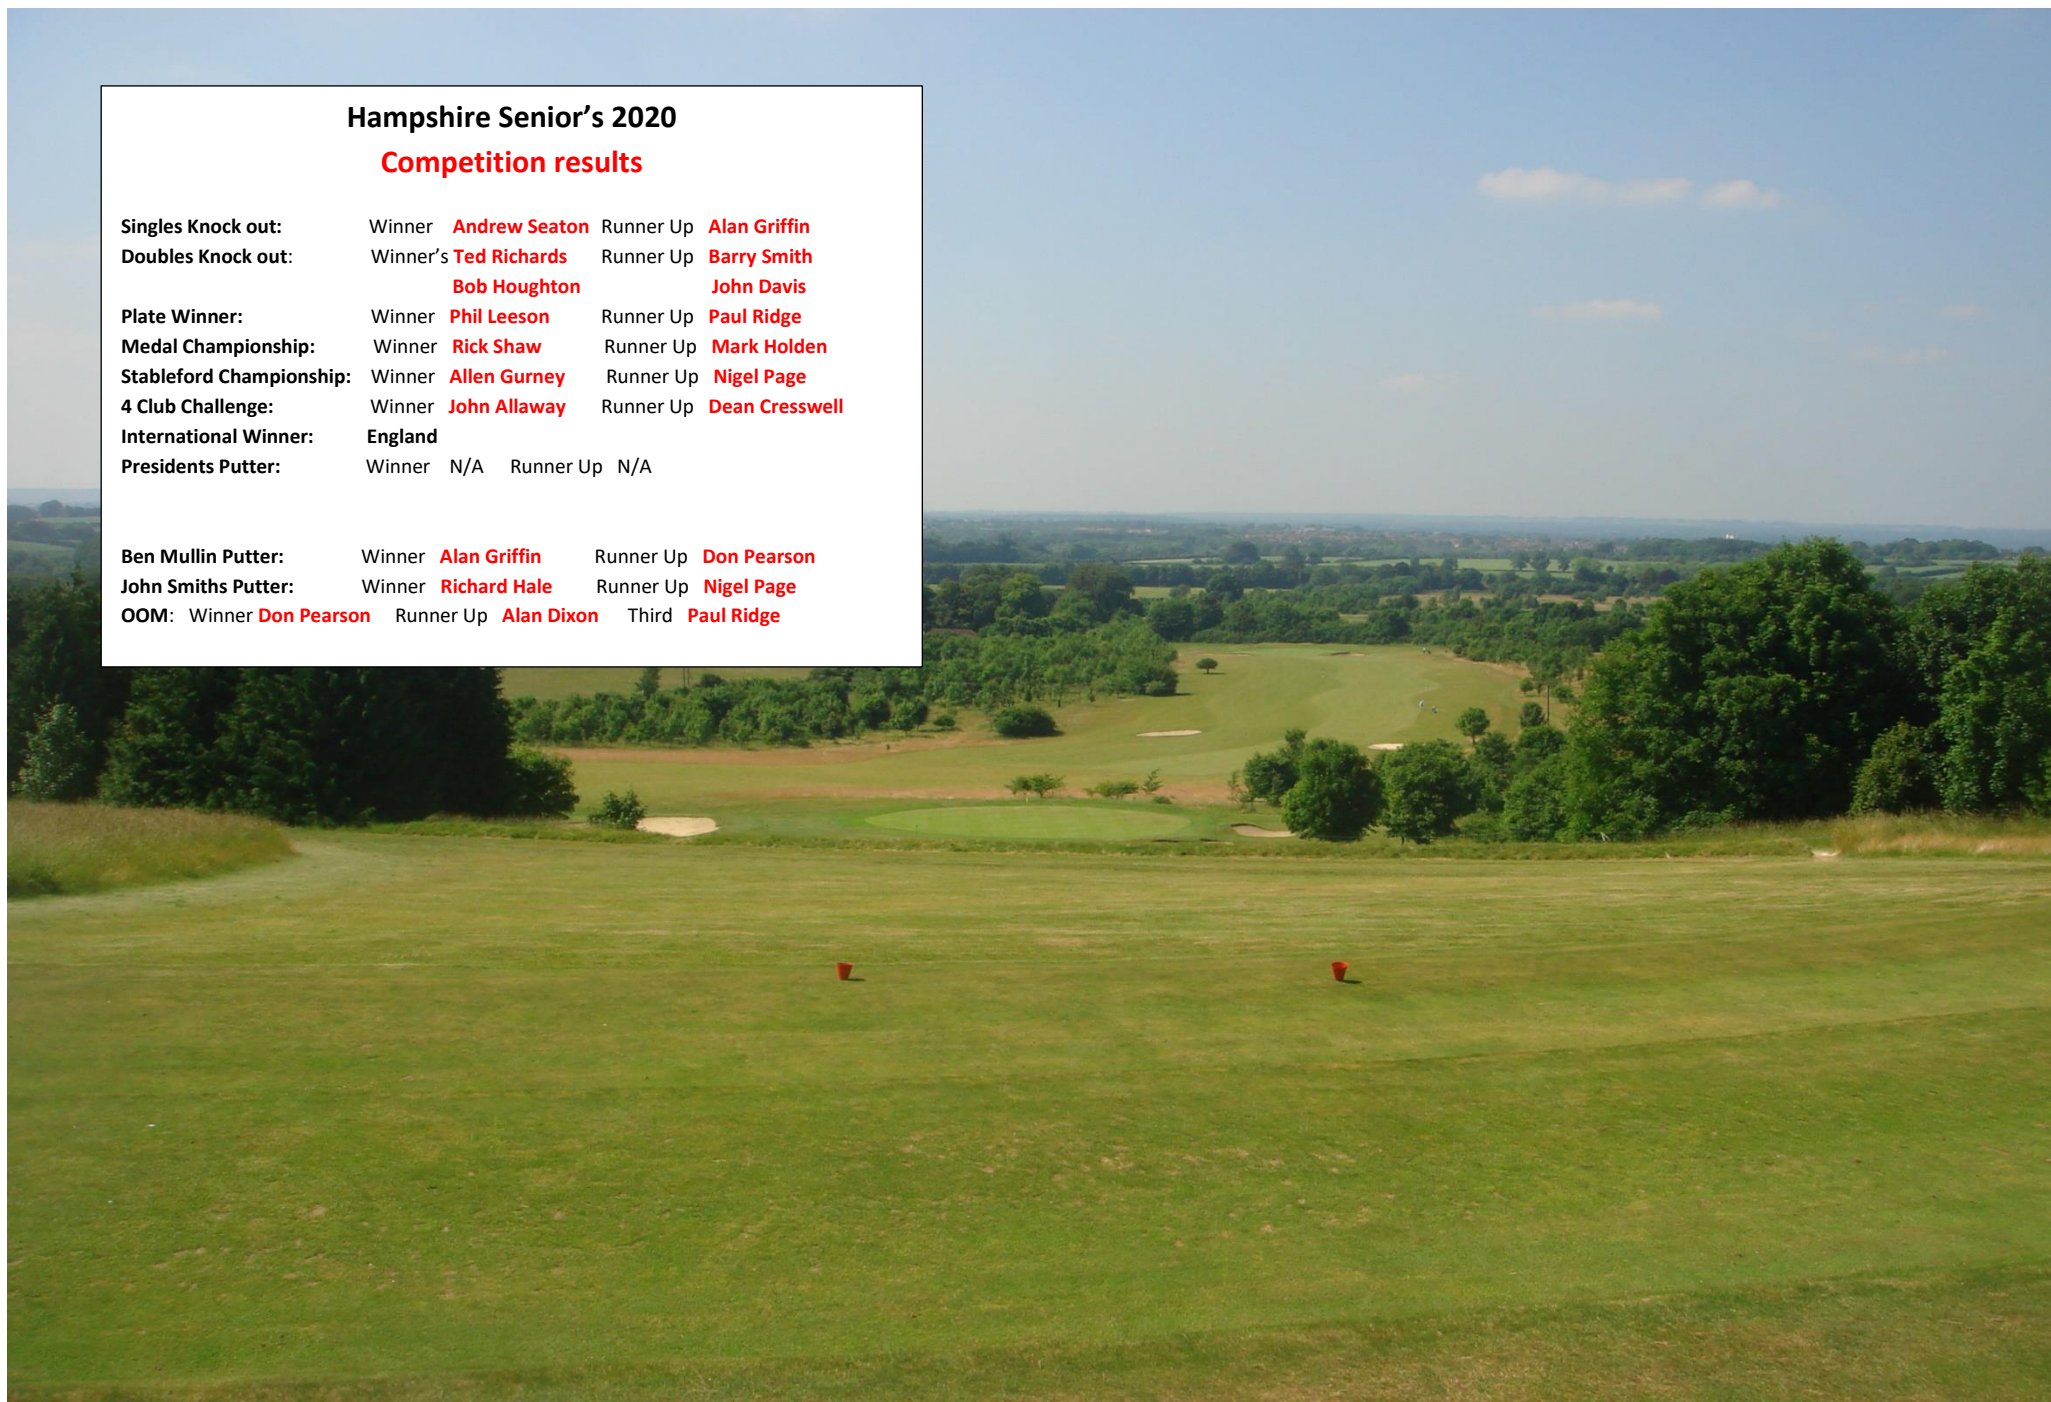 Hampshire Senior’s 2020
Competition results
Singles Knock out: Winner Andrew Seaton Runner Up Alan Griffin
Doubles Knock out: Winner’s Ted Richards Runner Up Barry Smith
Bob Houghton John Davis
Plate Winner: Winner Phil Leeson Runner Up Paul Ridge
Medal Championship: Winner Rick Shaw Runner Up Mark Holden
Stableford Championship: Winner Allen Gurney Runner Up Nigel Page
4 Club Challenge: Winner John Allaway Runner Up Dean Cresswell
International Winner: England
Presidents Putter: Winner N/A Runner Up N/A
Ben Mullin Putter: Winner Alan Griffin Runner Up Don Pearson
John Smiths Putter: Winner Richard Hale Runner Up Nigel Page
OOM: Winner Don Pearson Runner Up Alan Dixon Third Paul Ridge